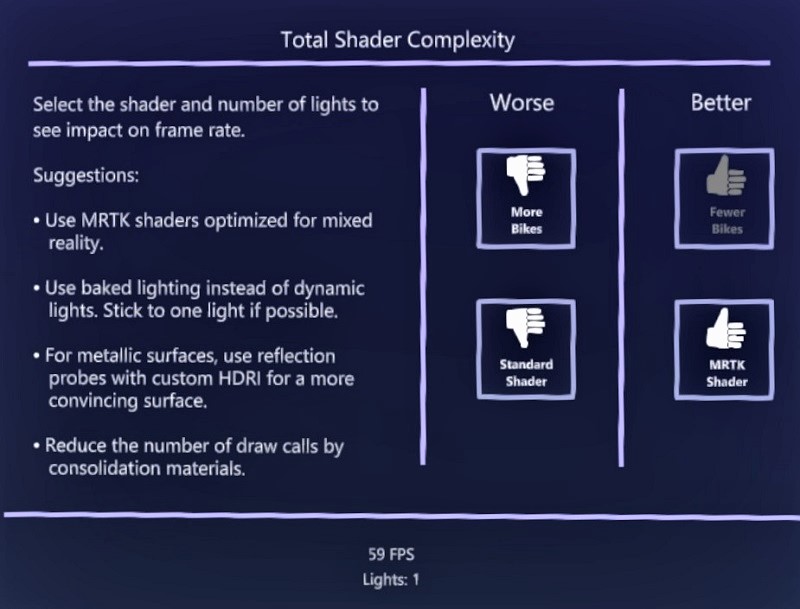 Total Shader Complexity
Select the shader and number of lights to
see impact on frame rate.
Suggestions:
• Use MRTK shaders optimized for mixed
reality.
• Use baked lighting instead of dynamic
lights. Stick to one light if possible.
• For metallic surfaces, use reflection
probes with custom HDRI for a more
convincing surface.
• Reduce the number of draw calls by
consolidation materials.
Worse
More
Bikes
Standard
Shader
Better
Fewer
Bikes
MRTK
Shader
59 FPS
Lights: 1